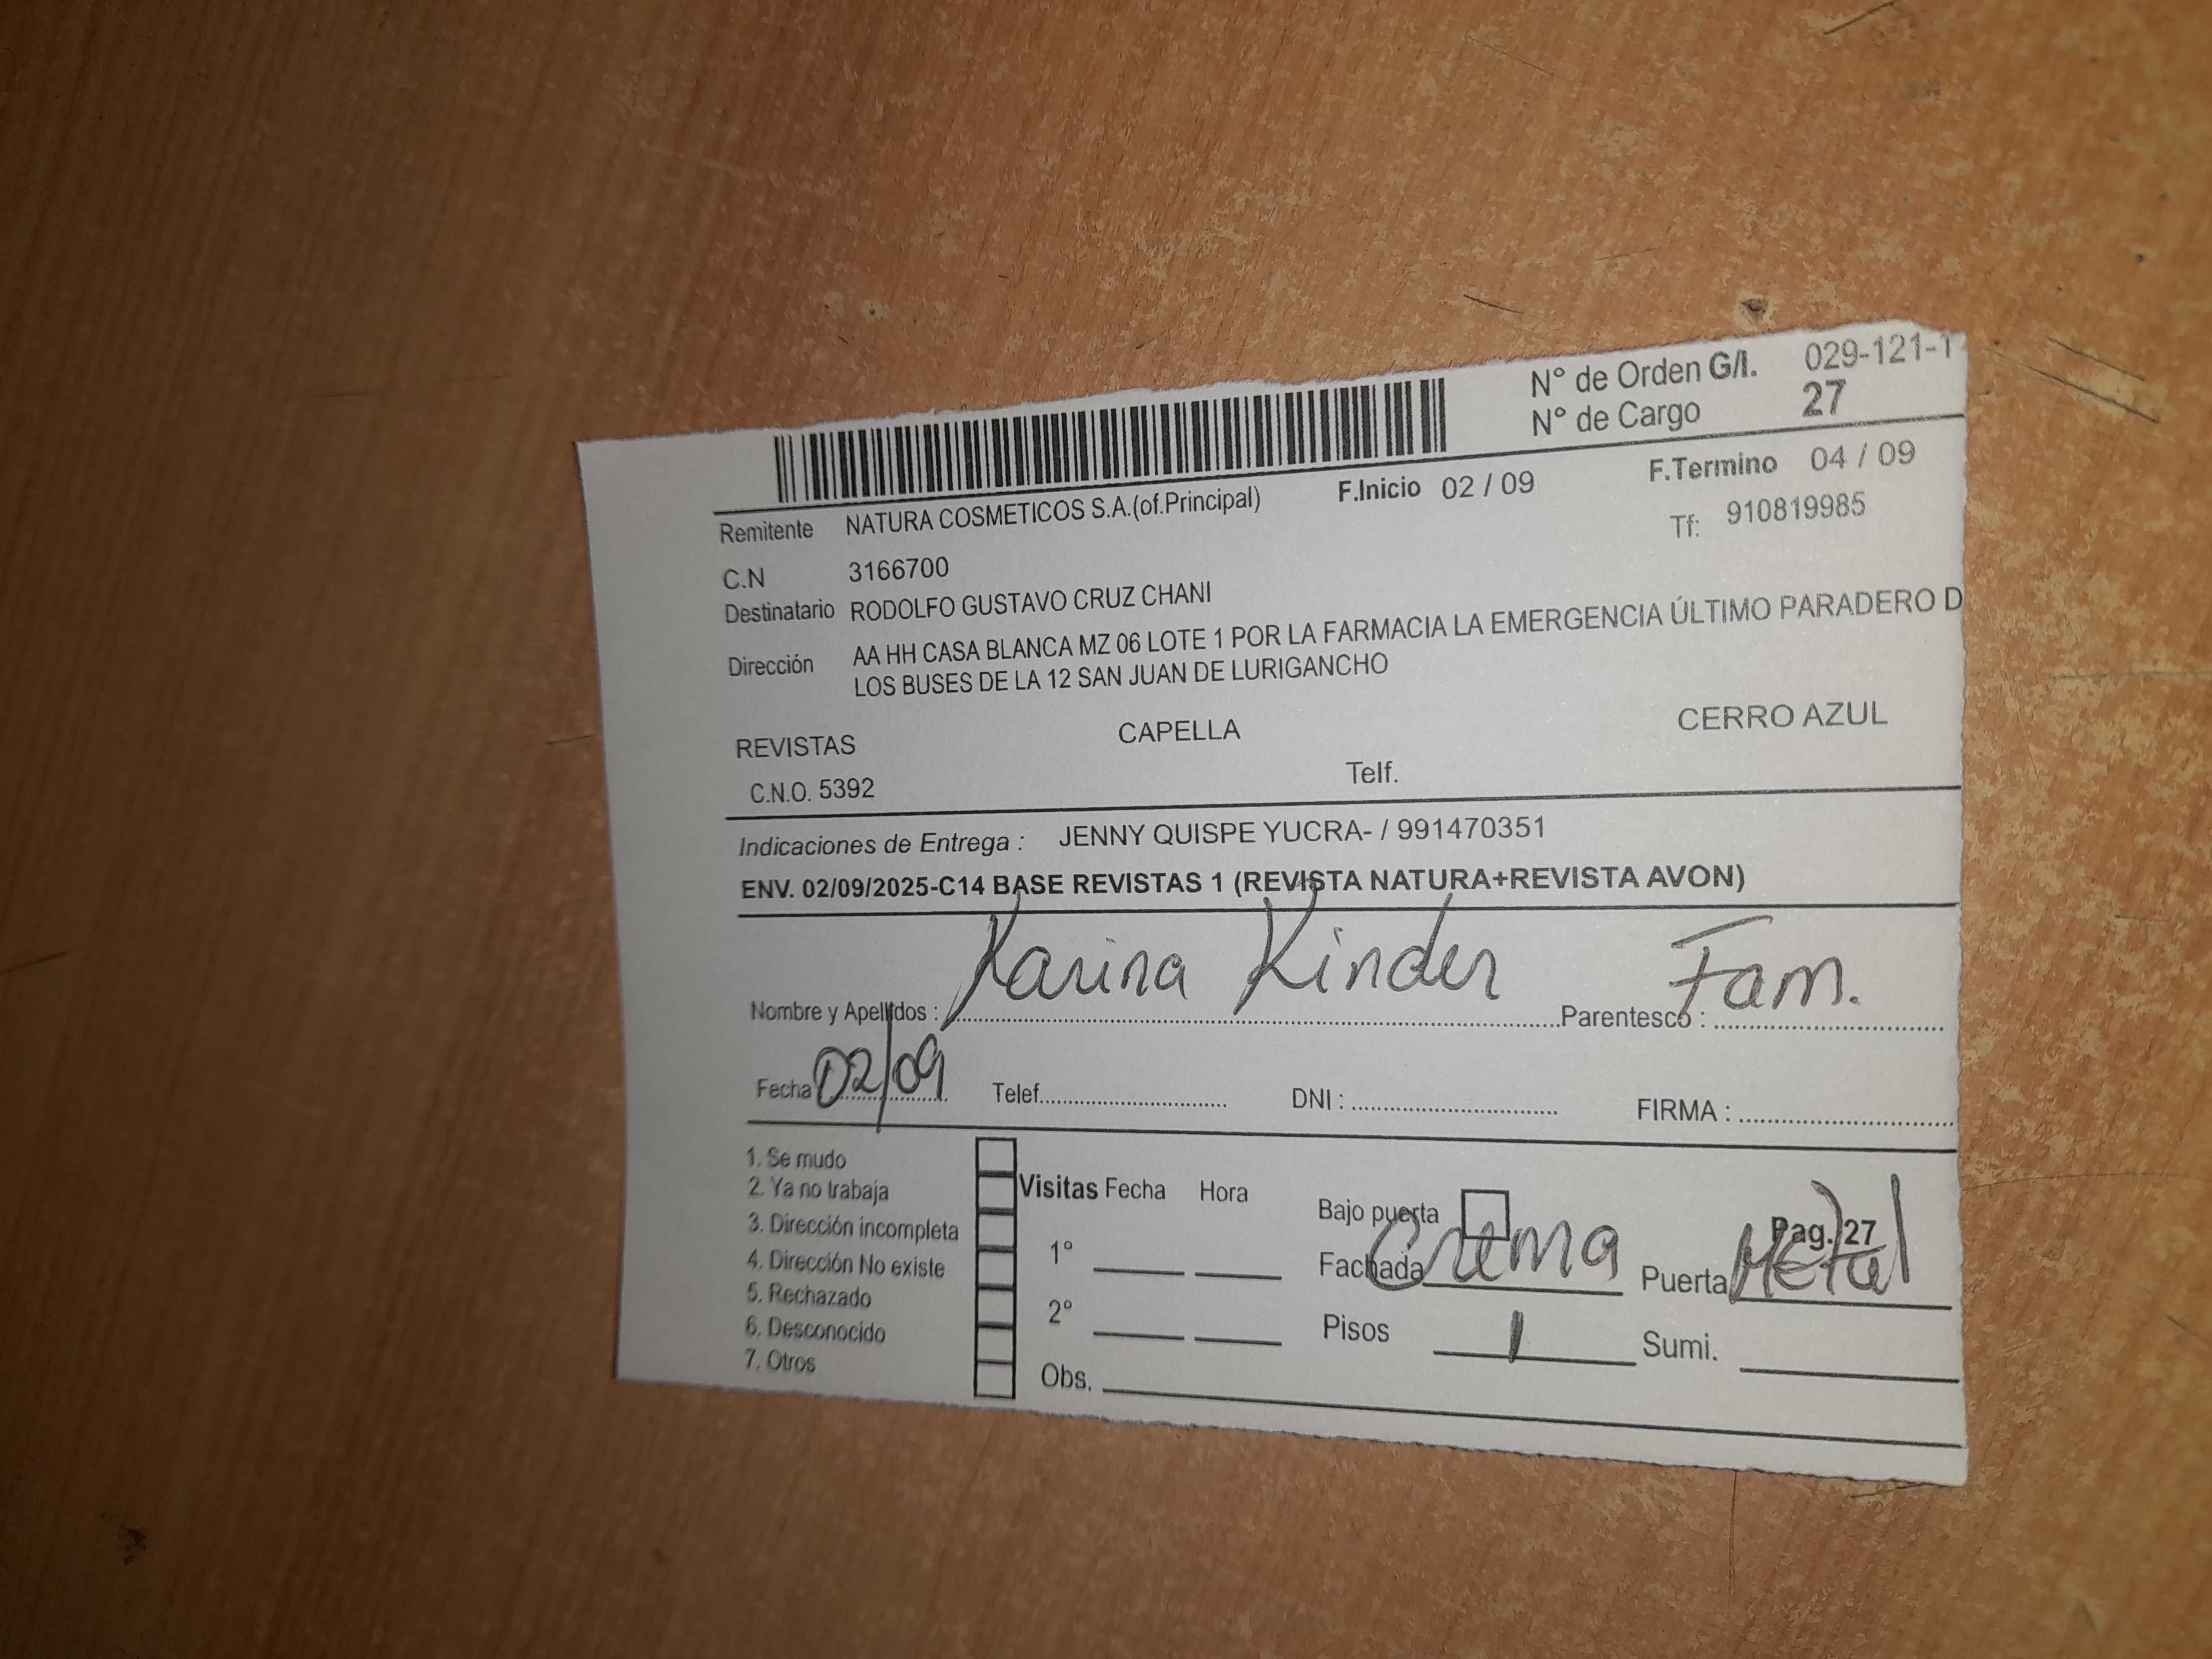 N° de Orden G/I. 029-121-1
N° de Cargo 27
F.Inicio 02 / 09 F.Termino 04 / 09
Remitente NATURA COSMETICOS S.A.(of.Principal) Tf: 910819985
C.N 3166700
Destinatario RODOLFO GUSTAVO CRUZ CHANI
Dirección AA HH CASA BLANCA MZ 06 LOTE 1 POR LA FARMACIA LA EMERGENCIA ÚLTIMO PARADERO D
LOS BUSES DE LA 12 SAN JUAN DE LURIGANCHO
REVISTAS CAPELLA CERRO AZUL
C.N.O. 5392 Telf.
Indicaciones de Entrega : JENNY QUISPE YUCRA- / 991470351
ENV. 02/09/2025-C14 BASE REVISTAS 1 (REVISTA NATURA+REVISTA AVON)
Nombre y Apellidos : Karina Kinder Parentesco : Fam.
Fecha 02/09 Telef. DNI : FIRMA :
1. Se mudo
2. Ya no trabaja
3. Dirección incompleta
4. Dirección No existe
5. Rechazado
6. Desconocido
7. Otros
Visitas Fecha Hora
1°
2°
Obs.
Bajo puerta Pag. 27
Fachada Crema Puerta Metal
Pisos 1 Sumi.